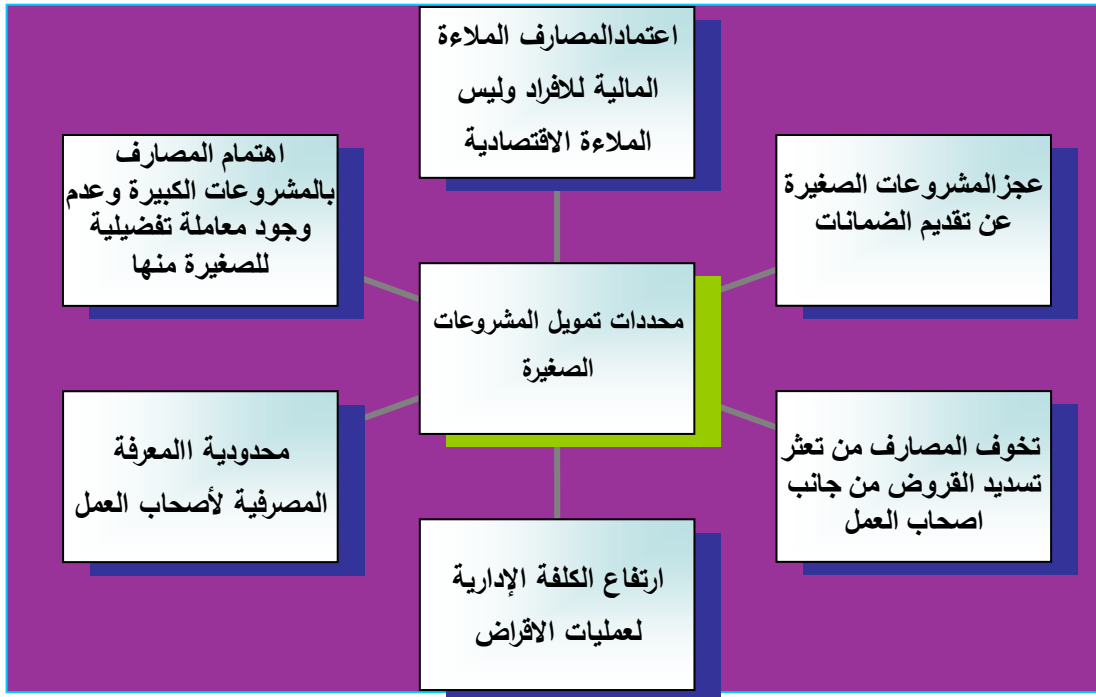 اعتمادالمصارف الملاءة
المالية للافراد وليس
الملاءة الاقتصادية
عجزالمشروعات الصغيرة
عن تقديم الضمانات
اهتمام المصارف
بالمشروعات الكبيرة وعدم
وجود معاملة تفضيلية
للصغيرة منها
محددات تمويل المشروعات
الصغيرة
تخوف المصارف من تعثر
تسديد القروض من جانب
اصحاب العمل
محدودية االمعرفة
المصرفية لأصحاب العمل
ارتفاع الكلفة الإدارية
لعمليات الاقراض